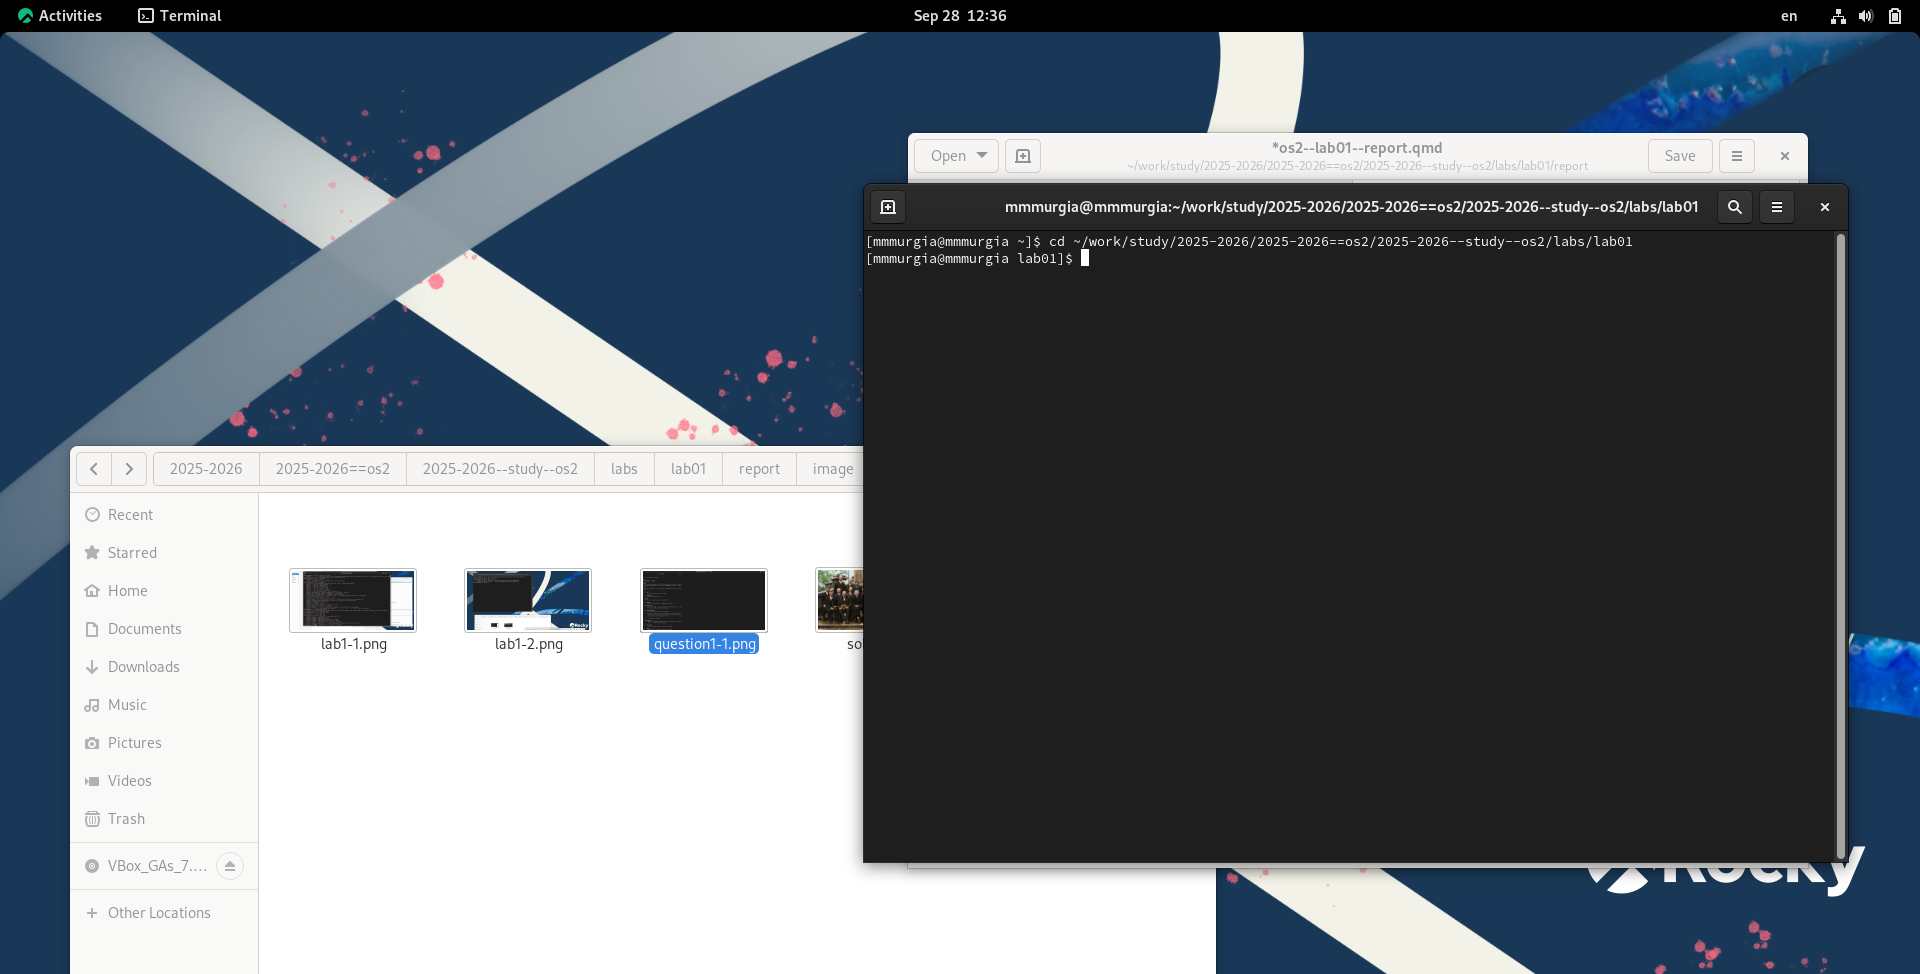 Activities
Terminal
Sep 28 12:36
en
Open
*os2--lab01--report.qmd
~/work/study/2025-2026/2025-2026==os2/2025-2026--study--os2/labs/lab01/report
Save
mmmurgia@mmmurgia:~/work/study/2025-2026/2025-2026==os2/2025-2026--study--os2/labs/lab01
[mmmurgia@mmmurgia ~]$ cd ~/work/study/2025-2026/2025-2026==os2/2025-2026--study--os2/labs/lab01
[mmmurgia@mmmurgia lab01]$
2025-2026
2025-2026==os2
2025-2026--study--os2
labs
lab01
report
image
Recent
Starred
Home
Documents
Downloads
Music
Pictures
Videos
Trash
VBox_GAs_7....
Other Locations
lab1-1.png
lab1-2.png
question1-1.png
so
Rocky